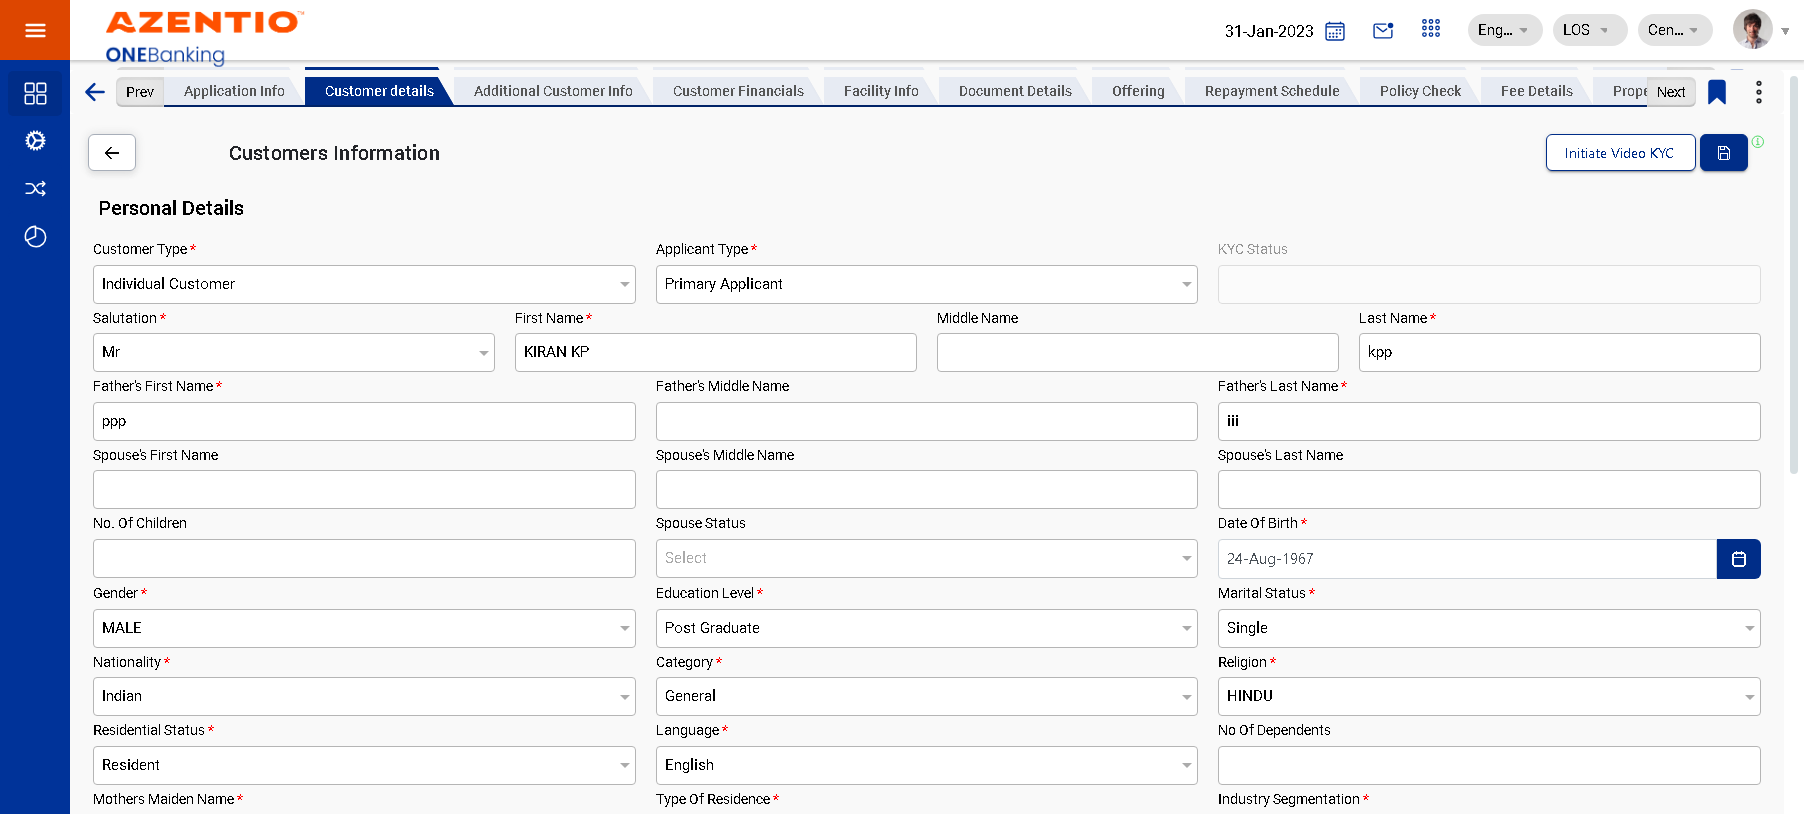 AZENTIO™
ONEBanking
31-Jan-2023
Eng...
LOS
Cen...
Prev
Application Info
Customer details
Additional Customer Info
Customer Financials
Facility Info
Document Details
Offering
Repayment Schedule
Policy Check
Fee Details
Prope
Next
Customers Information
Initiate Video KYC
Personal Details
Customer Type *
Applicant Type *
KYC Status
Individual Customer
Primary Applicant
Salutation *
First Name *
Middle Name
Last Name *
Mr
KIRAN KP
kpp
Father's First Name *
Father's Middle Name
Father's Last Name *
ppp
iii
Spouse's First Name
Spouse's Middle Name
Spouse's Last Name
No. Of Children
Spouse Status
Date Of Birth *
Select
24-Aug-1967
Gender *
Education Level *
Marital Status *
MALE
Post Graduate
Single
Nationality *
Category *
Religion *
Indian
General
HINDU
Residential Status *
Language *
No Of Dependents
Resident
English
Mothers Maiden Name *
Type Of Residence *
Industry Segmentation *